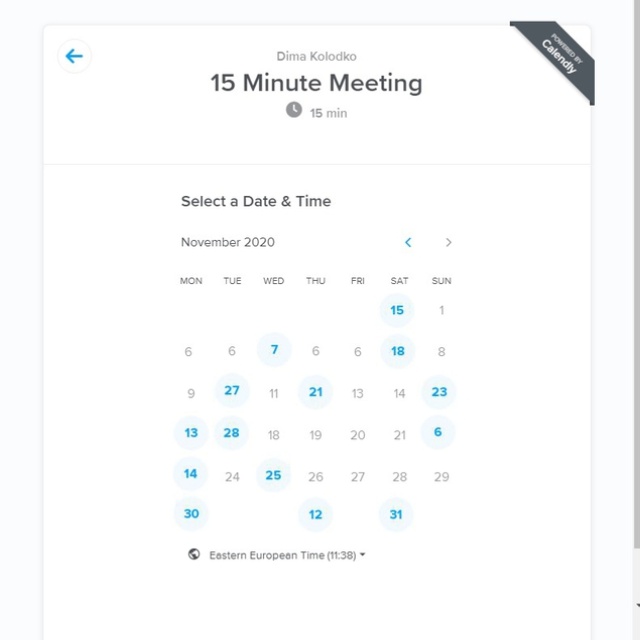 POWERED BY
Calendly
Dima Kolodko
15 Minute Meeting
15 min
Select a Date & Time
November 2020
MON TUE WED THU FRI SAT SUN
15 1
6 6 7 6 6 18 8
9 27 11 21 13 14 23
13 28 18 19 20 21 6
14 24 25 26 27 28 29
30 12 31
Eastern European Time (11:38)